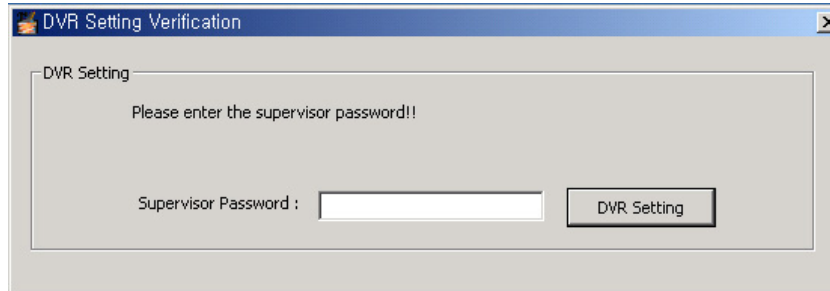 DVR Setting Verification
DVR Setting
Please enter the supervisor password!!
Supervisor Password :
DVR Setting